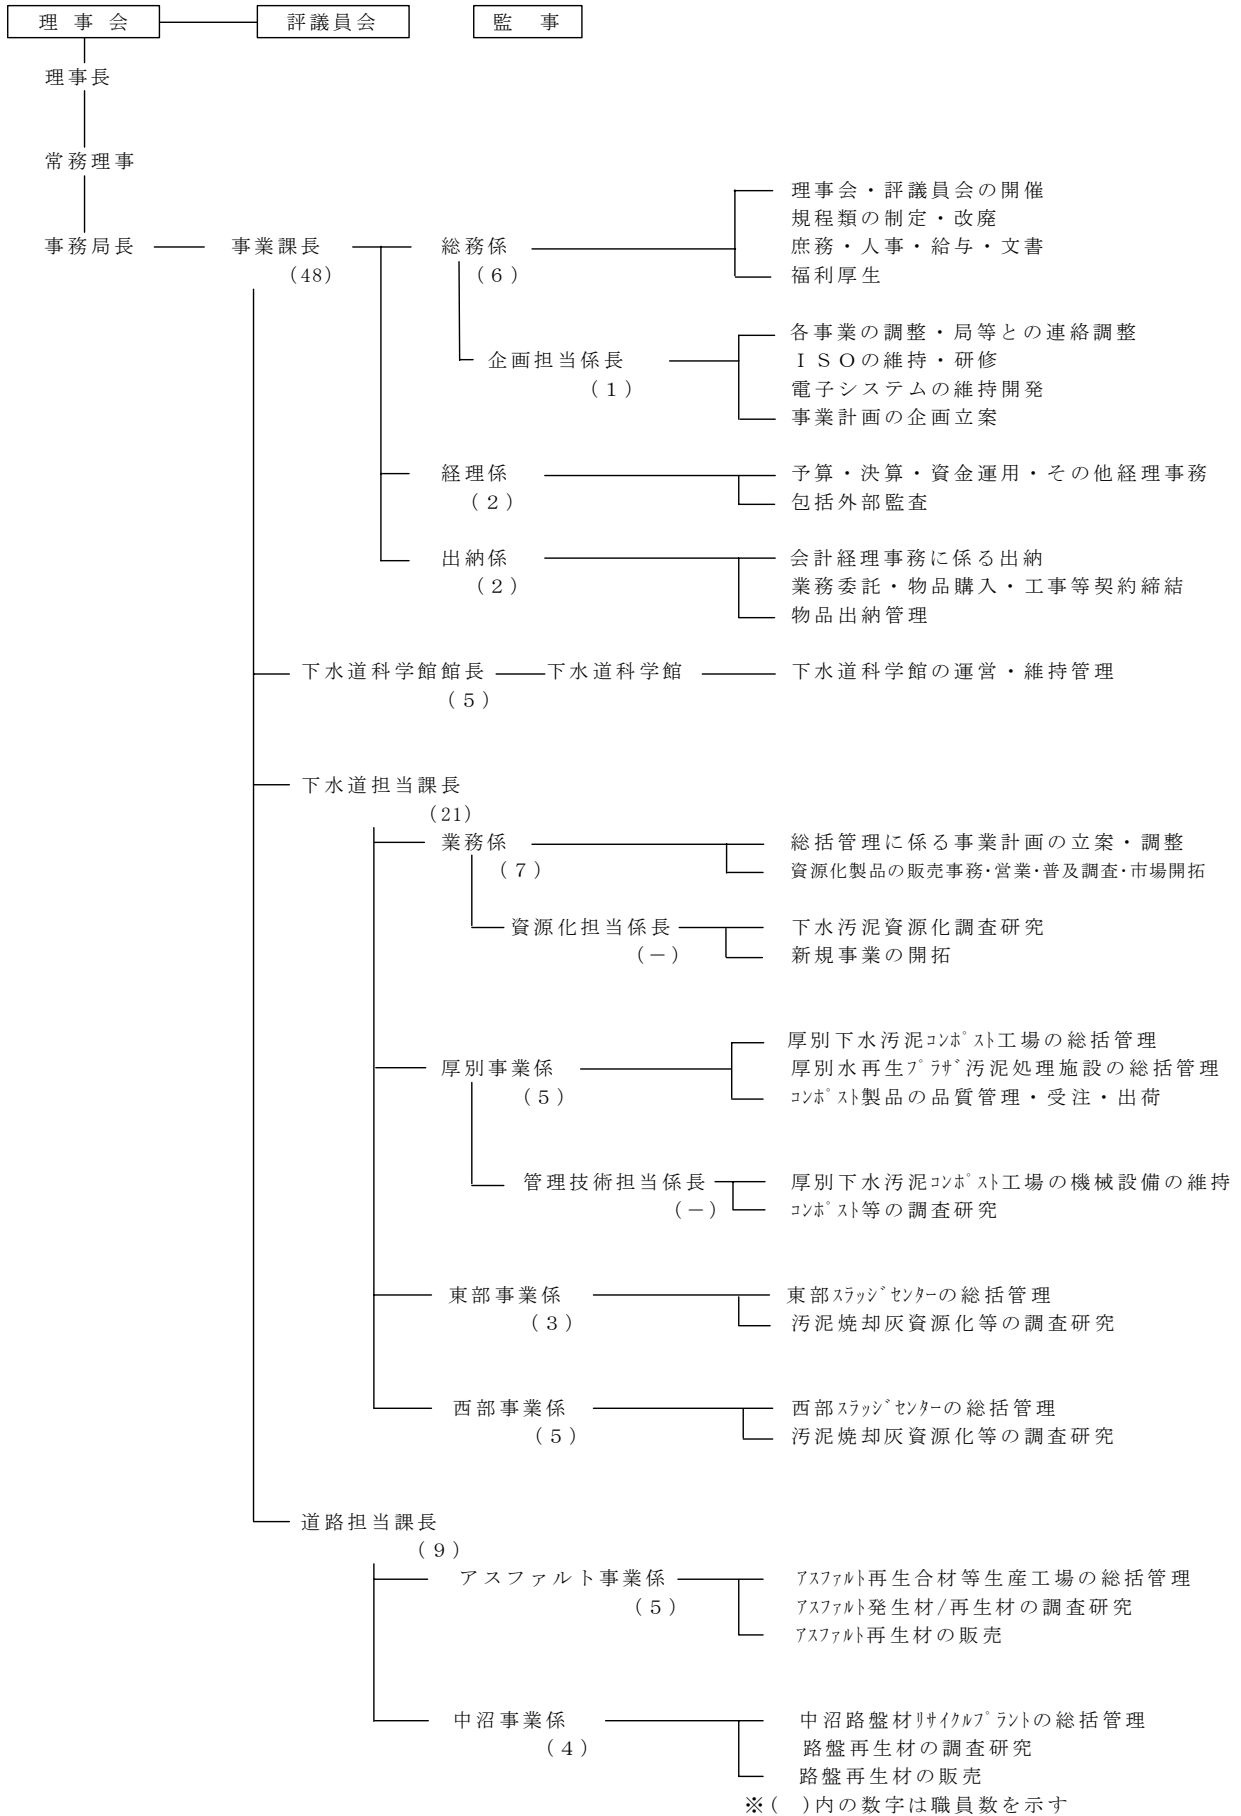 理事会 評議員会 監事
理事長
常務理事
理事会・評議員会の開催
規程類の制定・改廃
事務局長 事業課長 総務係 庶務・人事・給与・文書
(48) (6) 福利厚生
各事業の調整・局等との連絡調整
企画担当係長 ISOの維持・研修
(1) 電子システムの維持開発
事業計画の企画立案
経理係 予算・決算・資金運用・その他経理事務
(2) 包括外部監査
出納係 会計経理事務に係る出納
(2) 業務委託・物品購入・工事等契約締結
物品出納管理
下水道科学館館長 下水道科学館 下水道科学館の運営・維持管理
(5)
下水道担当課長
(21)
業務係 総括管理に係る事業計画の立案・調整
(7) 資源化製品の販売事務・営業・普及調査・市場開拓
資源化担当係長 下水汚泥資源化調査研究
(-) 新規事業の開拓
厚別下水汚泥コンポスト工場の総括管理
厚別事業係 厚別水再生プラザ汚泥処理施設の総括管理
(5) コンポスト製品の品質管理・受注・出荷
管理技術担当係長 厚別下水汚泥コンポスト工場の機械設備の維持
(-) コンポスト等の調査研究
東部事業係 東部スラッジセンターの総括管理
(3) 汚泥焼却灰資源化等の調査研究
西部事業係 西部スラッジセンターの総括管理
(5) 汚泥焼却灰資源化等の調査研究
道路担当課長
(9)
アスファルト事業係 アスファルト再生合材等生産工場の総括管理
(5) アスファルト発生材/再生材の調査研究
アスファルト再生材の販売
中沼事業係 中沼路盤材リサイクルプラントの総括管理
(4) 路盤再生材の調査研究
路盤再生材の販売
※( )内の数字は職員数を示す